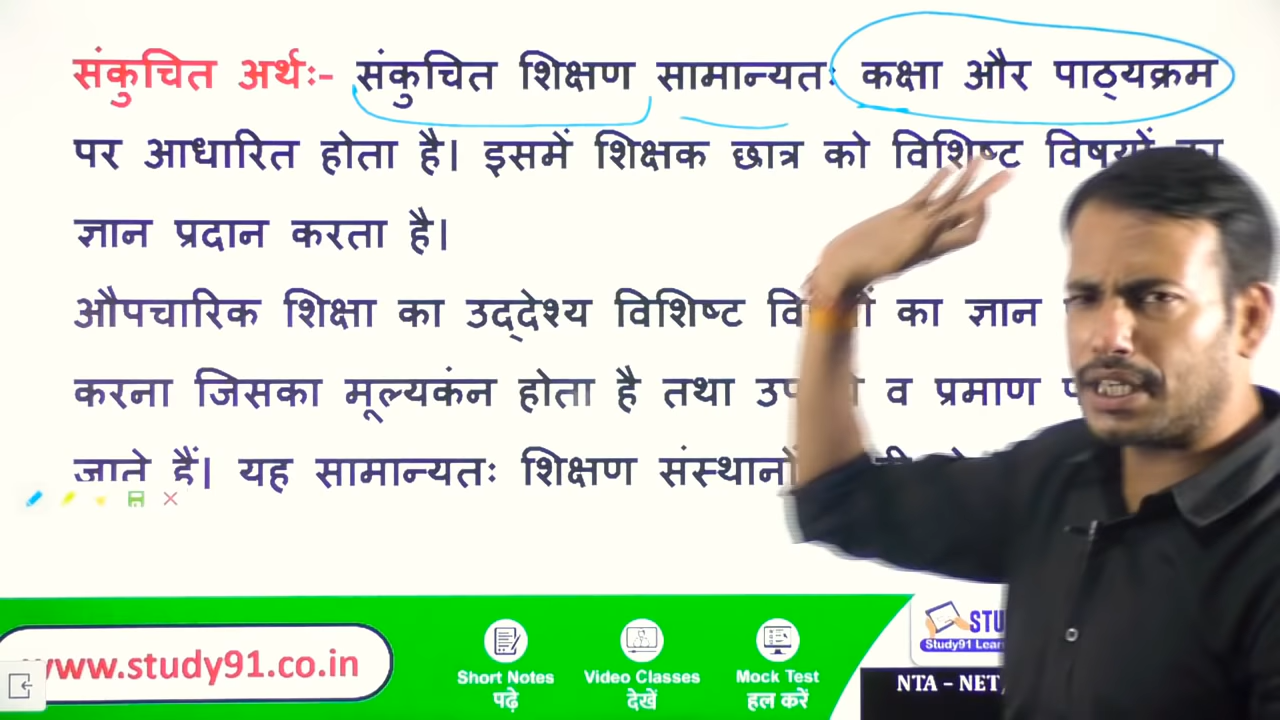 संकुचित अर्थः- संकुचित शिक्षण सामान्यतः कक्षा और पाठ्यक्रम
पर आधारित होता है। इसमें शिक्षक छात्र को विशिष्ट विषयों का
ज्ञान प्रदान करता है।
औपचारिक शिक्षा का उद्देश्य विशिष्ट का ज्ञान
करना जिसका मूल्यकंन होता है तथा व प्रमाण
जाते हैं। यह सामान्यतः शिक्षण संस्थानों
www.study91.co.in
Short Notes
पढ़े
Video Classes
देखें
Mock Test
हल करें
Study91
NTA – NET